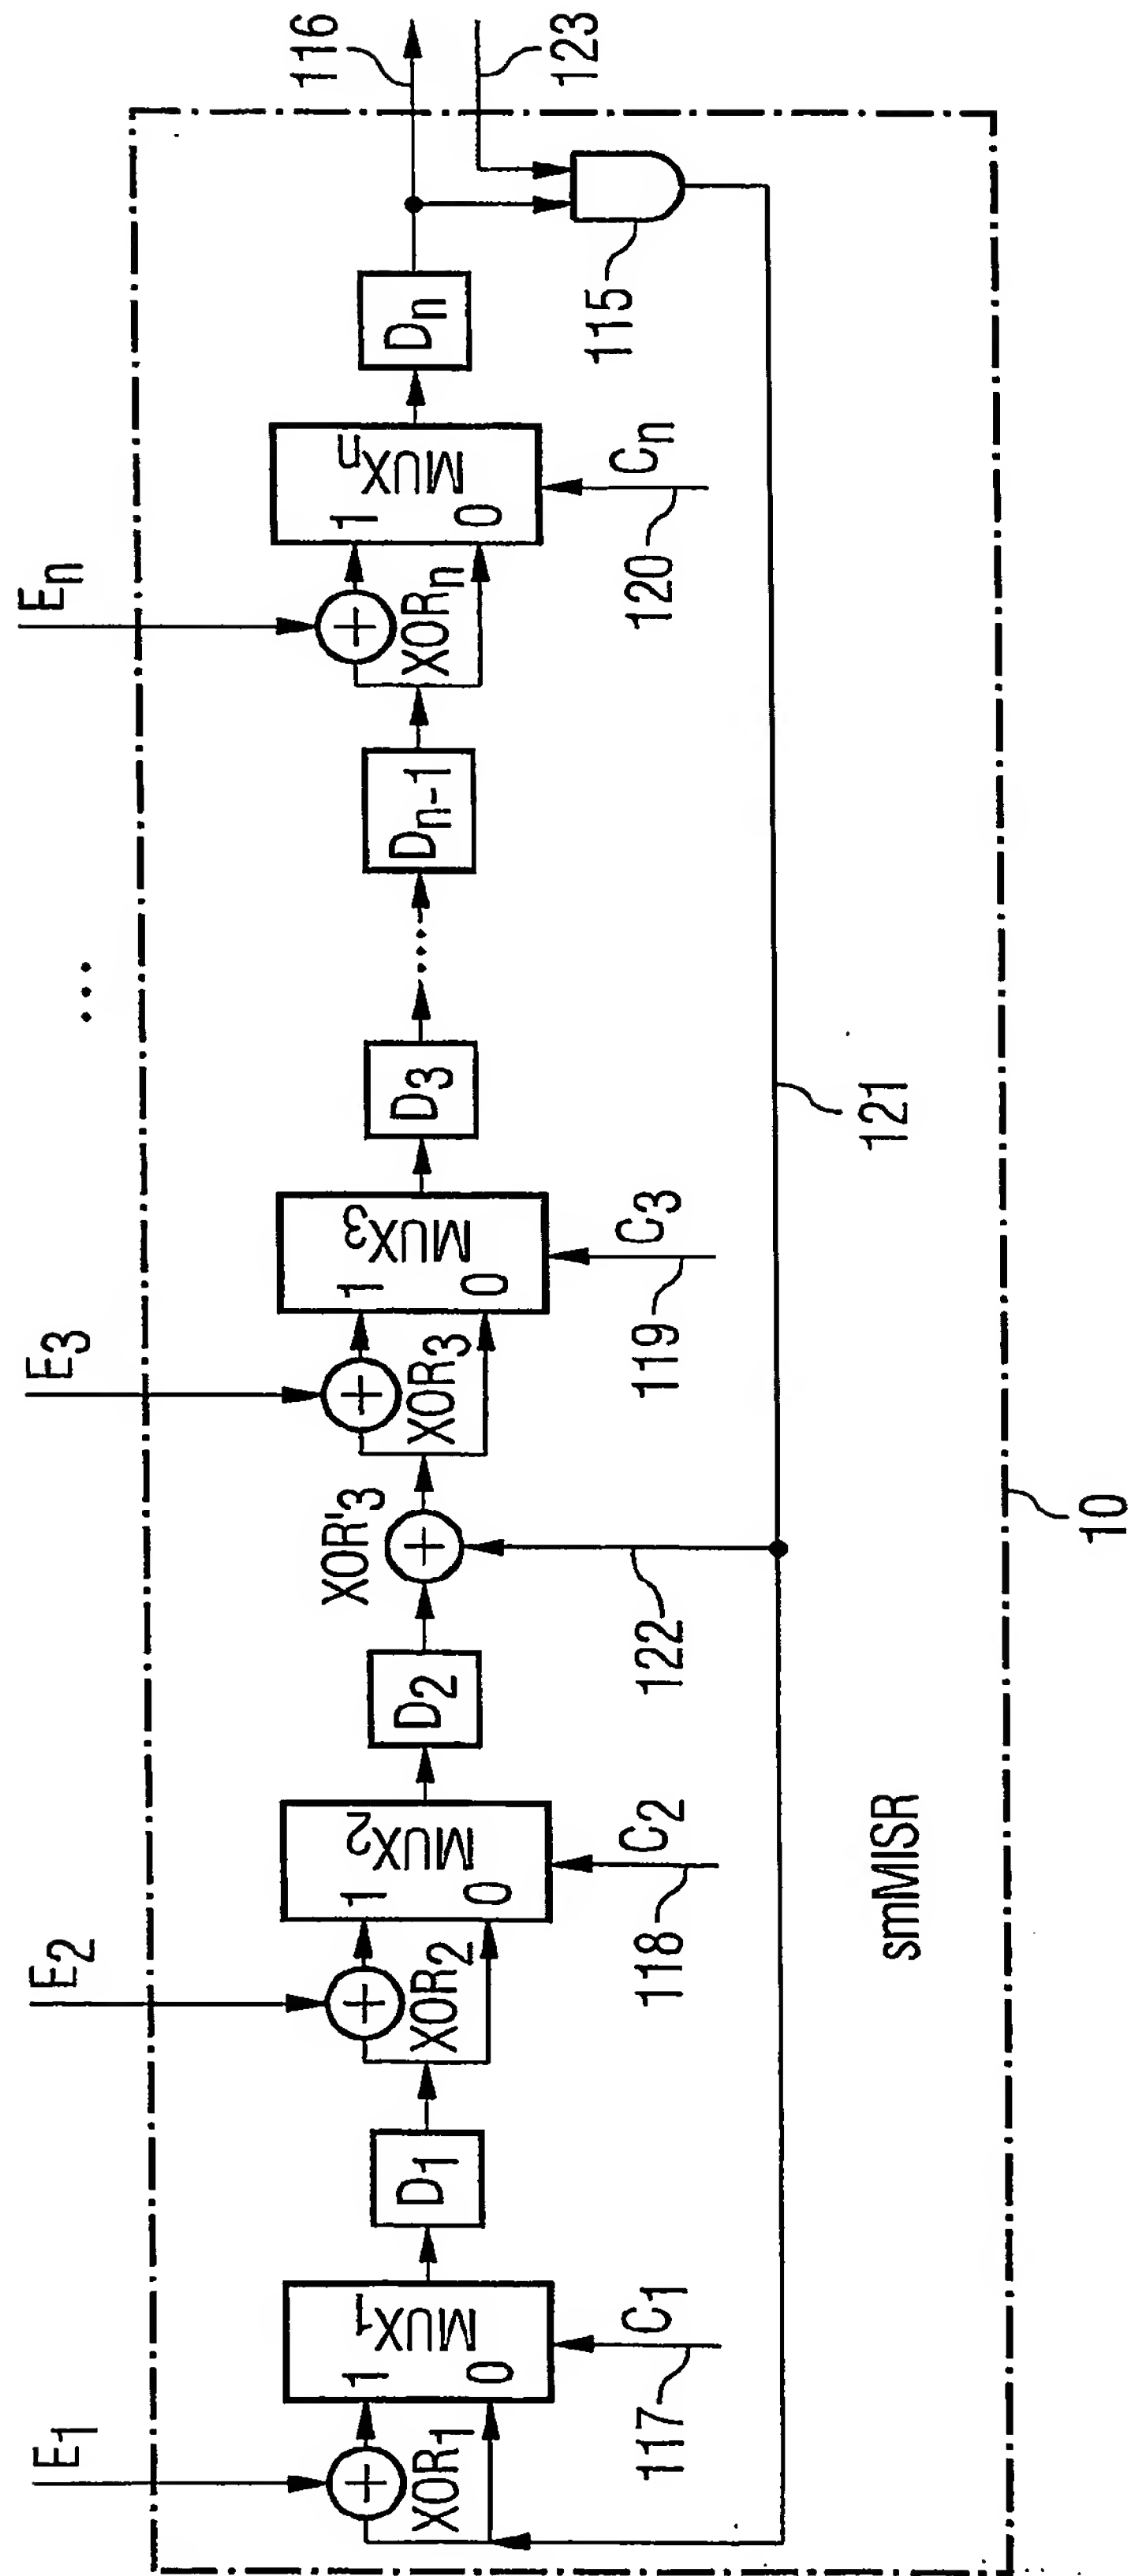 E1 E2 E3 ... En
XOR1 XOR2 XOR'3 XOR3 XORn
1 1 1 1
MUX1 MUX2 MUX3 MUXn
0 0 0 0
D1 D2 D3 .... Dn-1 Dn
116
123
115
C1 C2 C3 Cn
117 118 122 119 120
121
smMISR
10